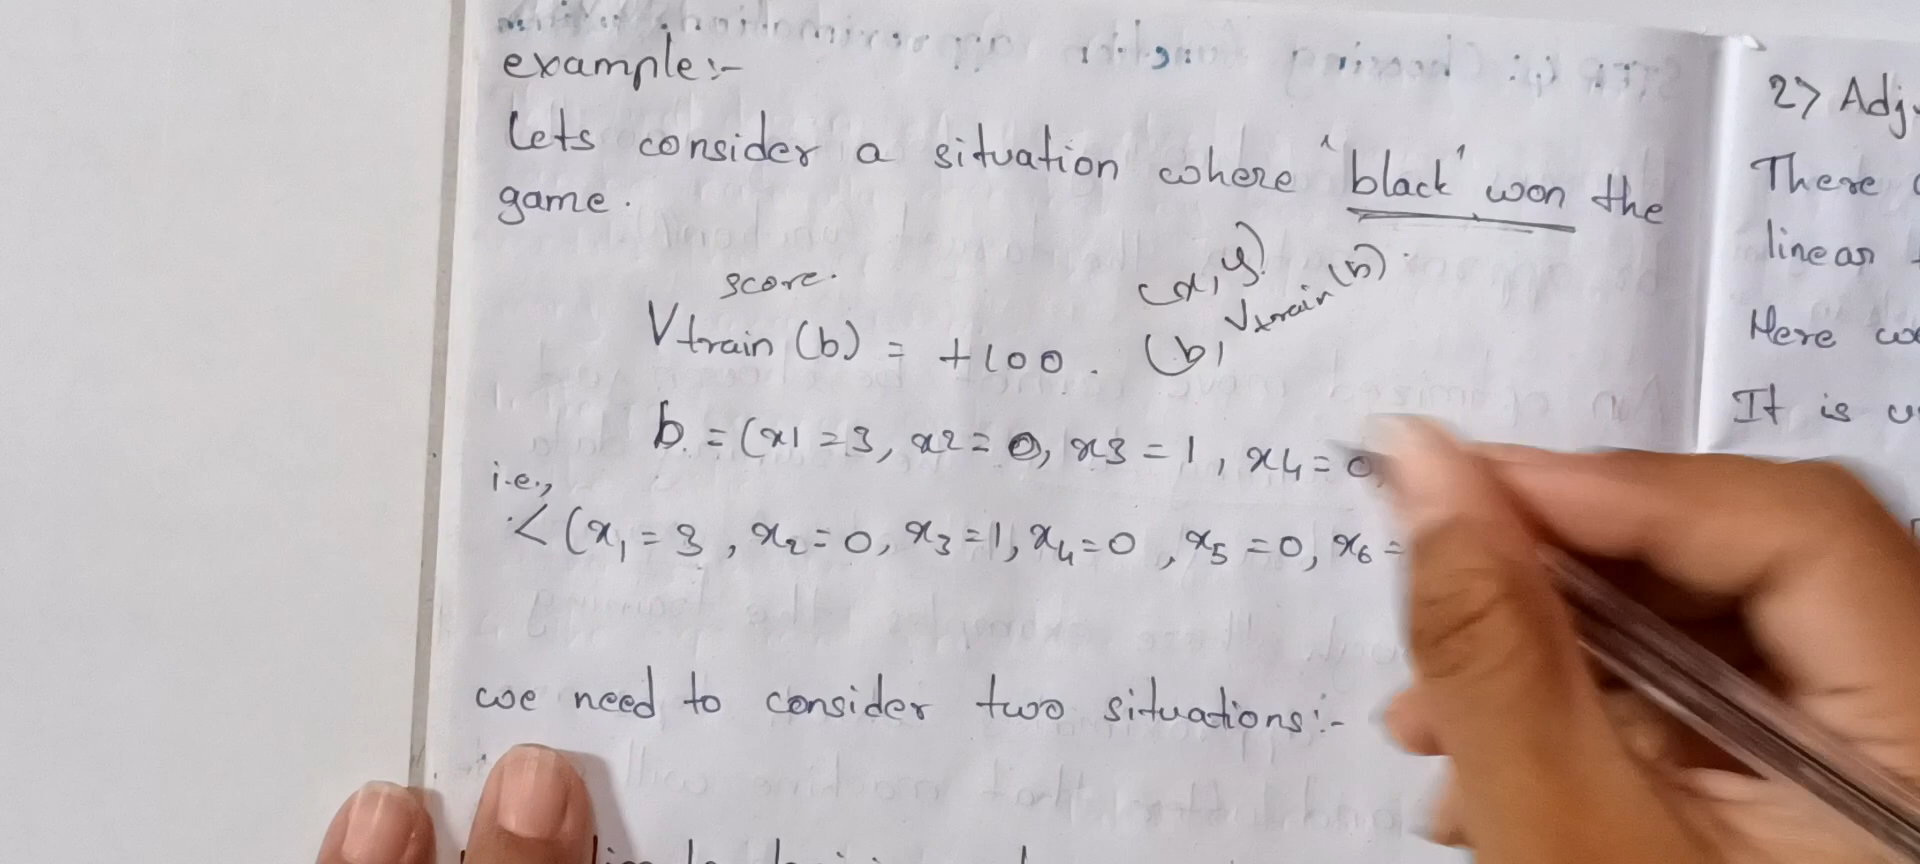 example:-
lets consider a situation where 'black' won the
game.
score.
(x, y)
Vtrain (b) = +100.
(b, Vtrain(b).
b = (x1 = 3, x2 = 0, x3 = 1, x4 = 0,
i.e.,
< (x₁ = 3, x₂ = 0, x₃ = 1, x₄ = 0, x₅ = 0, x₆ =
we need to consider two situations:-
2) Adj
There
linear
Here
It is